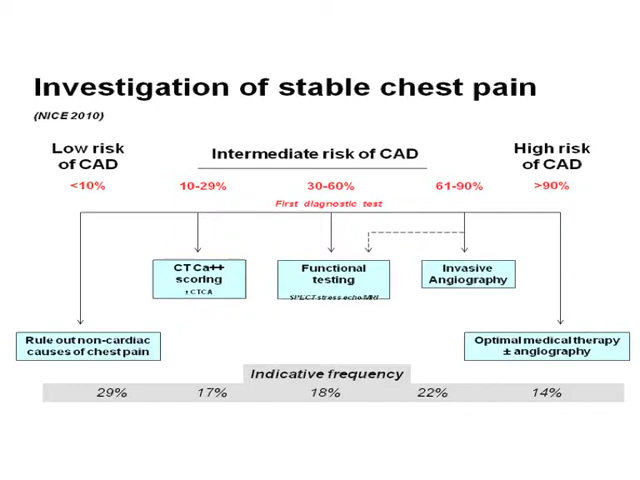 Investigation of stable chest pain
(NICE 2010)
Low risk
of CAD
Intermediate risk of CAD
High risk
of CAD
<10%
10-29%
30-60%
61-90%
>90%
First diagnostic test
CT Ca++
scoring
± CTCA
Functional
testing
SPECT stress echo MRI
Invasive
Angiography
Rule out non-cardiac
causes of chest pain
Optimal medical therapy
± angiography
Indicative frequency
29%
17%
18%
22%
14%